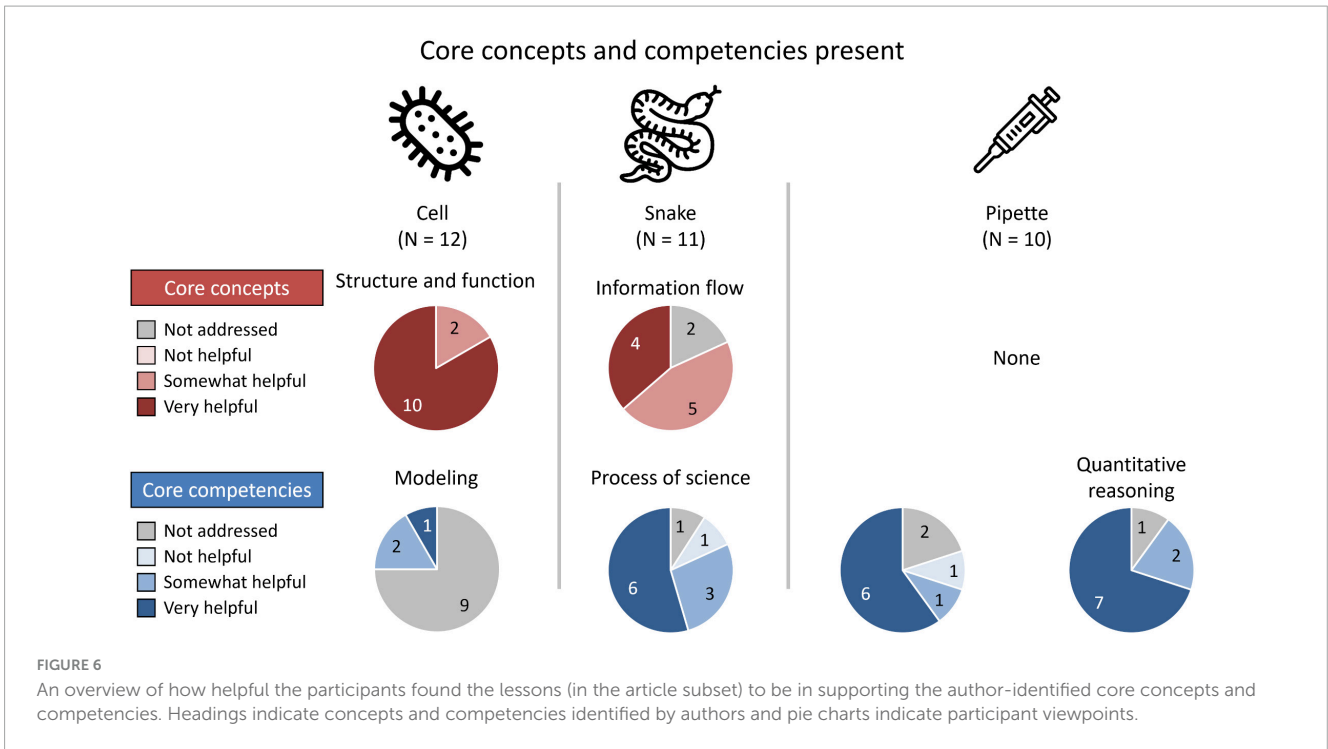 Core concepts and competencies present
Cell
(N = 12)
Snake
(N = 11)
Pipette
(N = 10)
Core concepts
Not addressed
Not helpful
Somewhat helpful
Very helpful
Structure and function
2
10
Information flow
2
4
5
None
Core competencies
Not addressed
Not helpful
Somewhat helpful
Very helpful
Modeling
1
2
9
Process of science
1
1
6
3
2
1
6
1
Quantitative
reasoning
1
2
7
FIGURE 6
An overview of how helpful the participants found the lessons (in the article subset) to be in supporting the author-identified core concepts and
competencies. Headings indicate concepts and competencies identified by authors and pie charts indicate participant viewpoints.